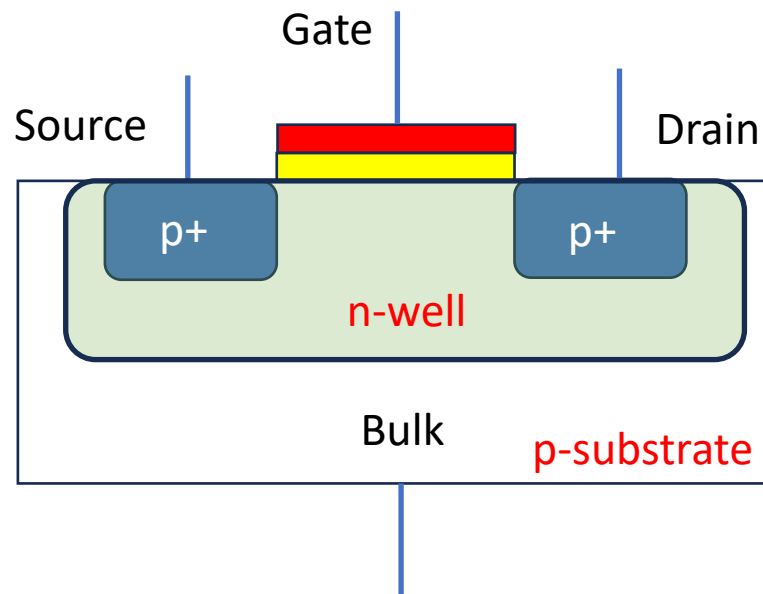 Gate
Source
Drain
p+
p+
n-well
Bulk
p-substrate